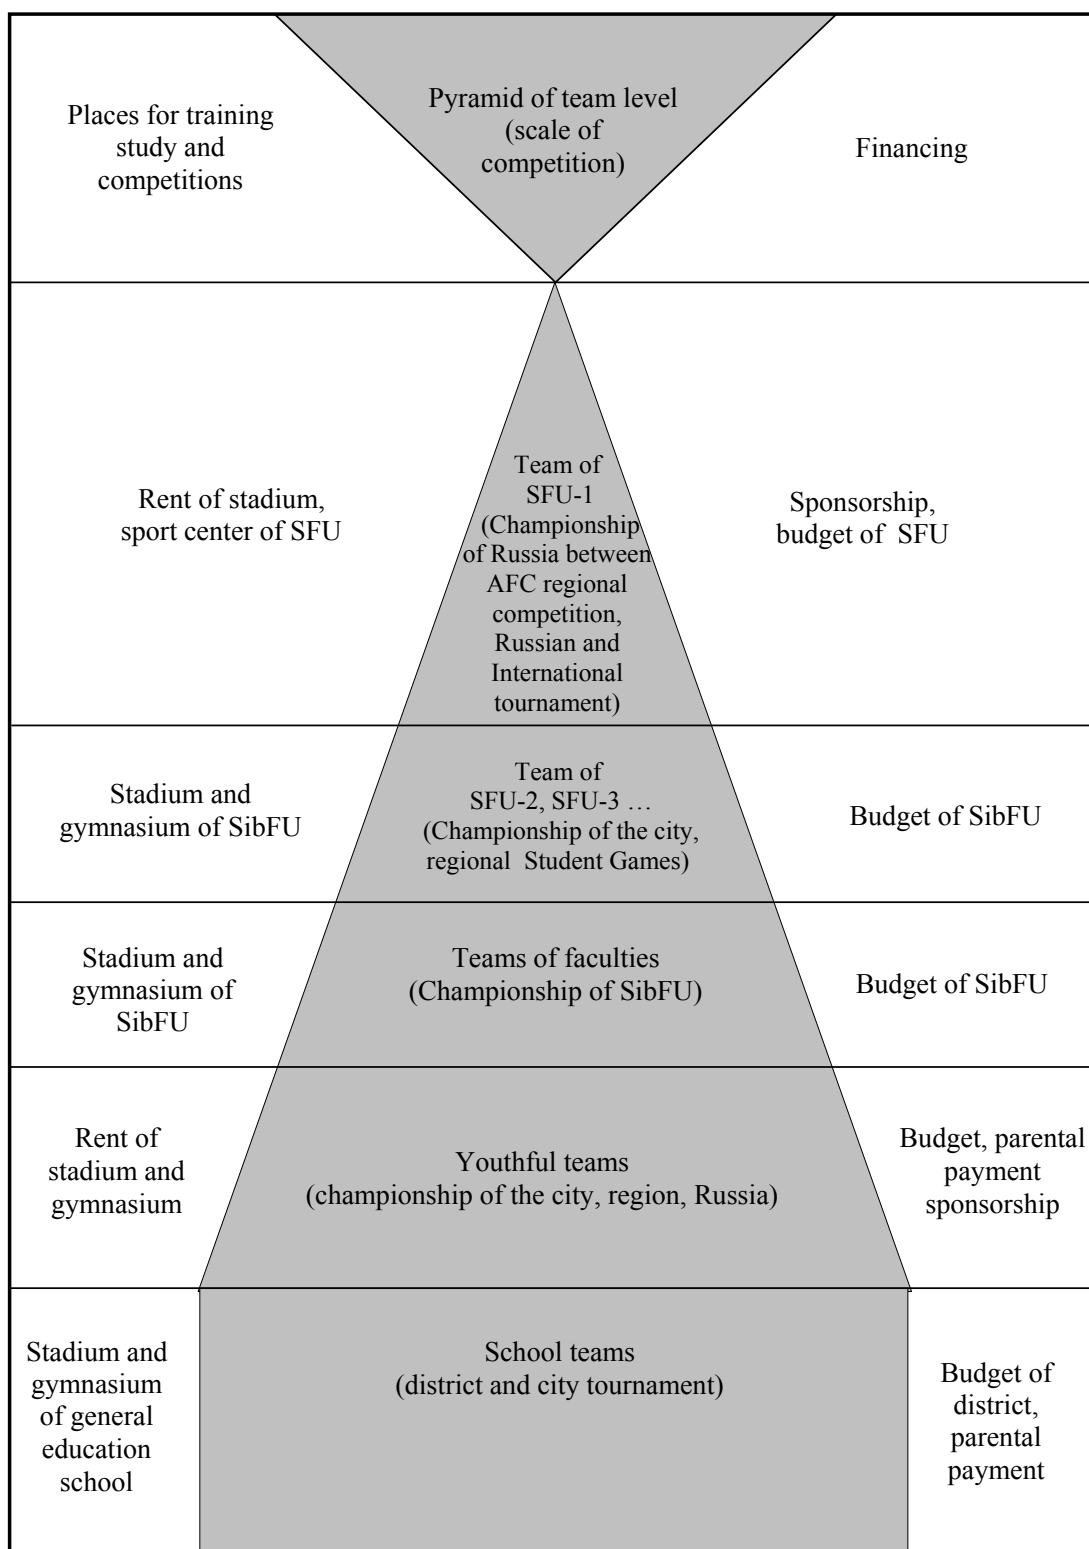 Places for training
study and
competitions
Pyramid of team level
(scale of
competition)
Financing
Rent of stadium,
sport center of SFU
Team of
SFU-1
(Championship
of Russia between
AFC regional
competition,
Russian and
International
tournament)
Sponsorship,
budget of SFU
Stadium and
gymnasium of SibFU
Team of
SFU-2, SFU-3 …
(Championship of the city,
regional Student Games)
Budget of SibFU
Stadium and
gymnasium of
SibFU
Teams of faculties
(Championship of SibFU)
Budget of SibFU
Rent of
stadium and
gymnasium
Youthful teams
(championship of the city, region, Russia)
Budget, parental
payment
sponsorship
Stadium and
gymnasium
of general
education
school
School teams
(district and city tournament)
Budget of
district,
parental
payment